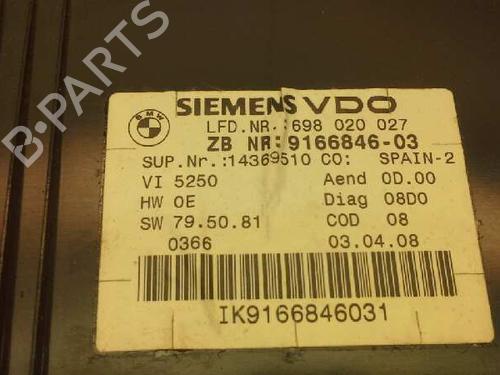 B-PARTS
BMW
SIEMENS VDO
LFD.NR. 698 020 027
ZB NR:9166846-03
SUP.Nr.:14369510 CO: SPAIN-2
VI 5250 Aend 0D.00
HW 0E Diag 08D0
SW 79.50.81 COD 08
0366 03.04.08
IK9166846031